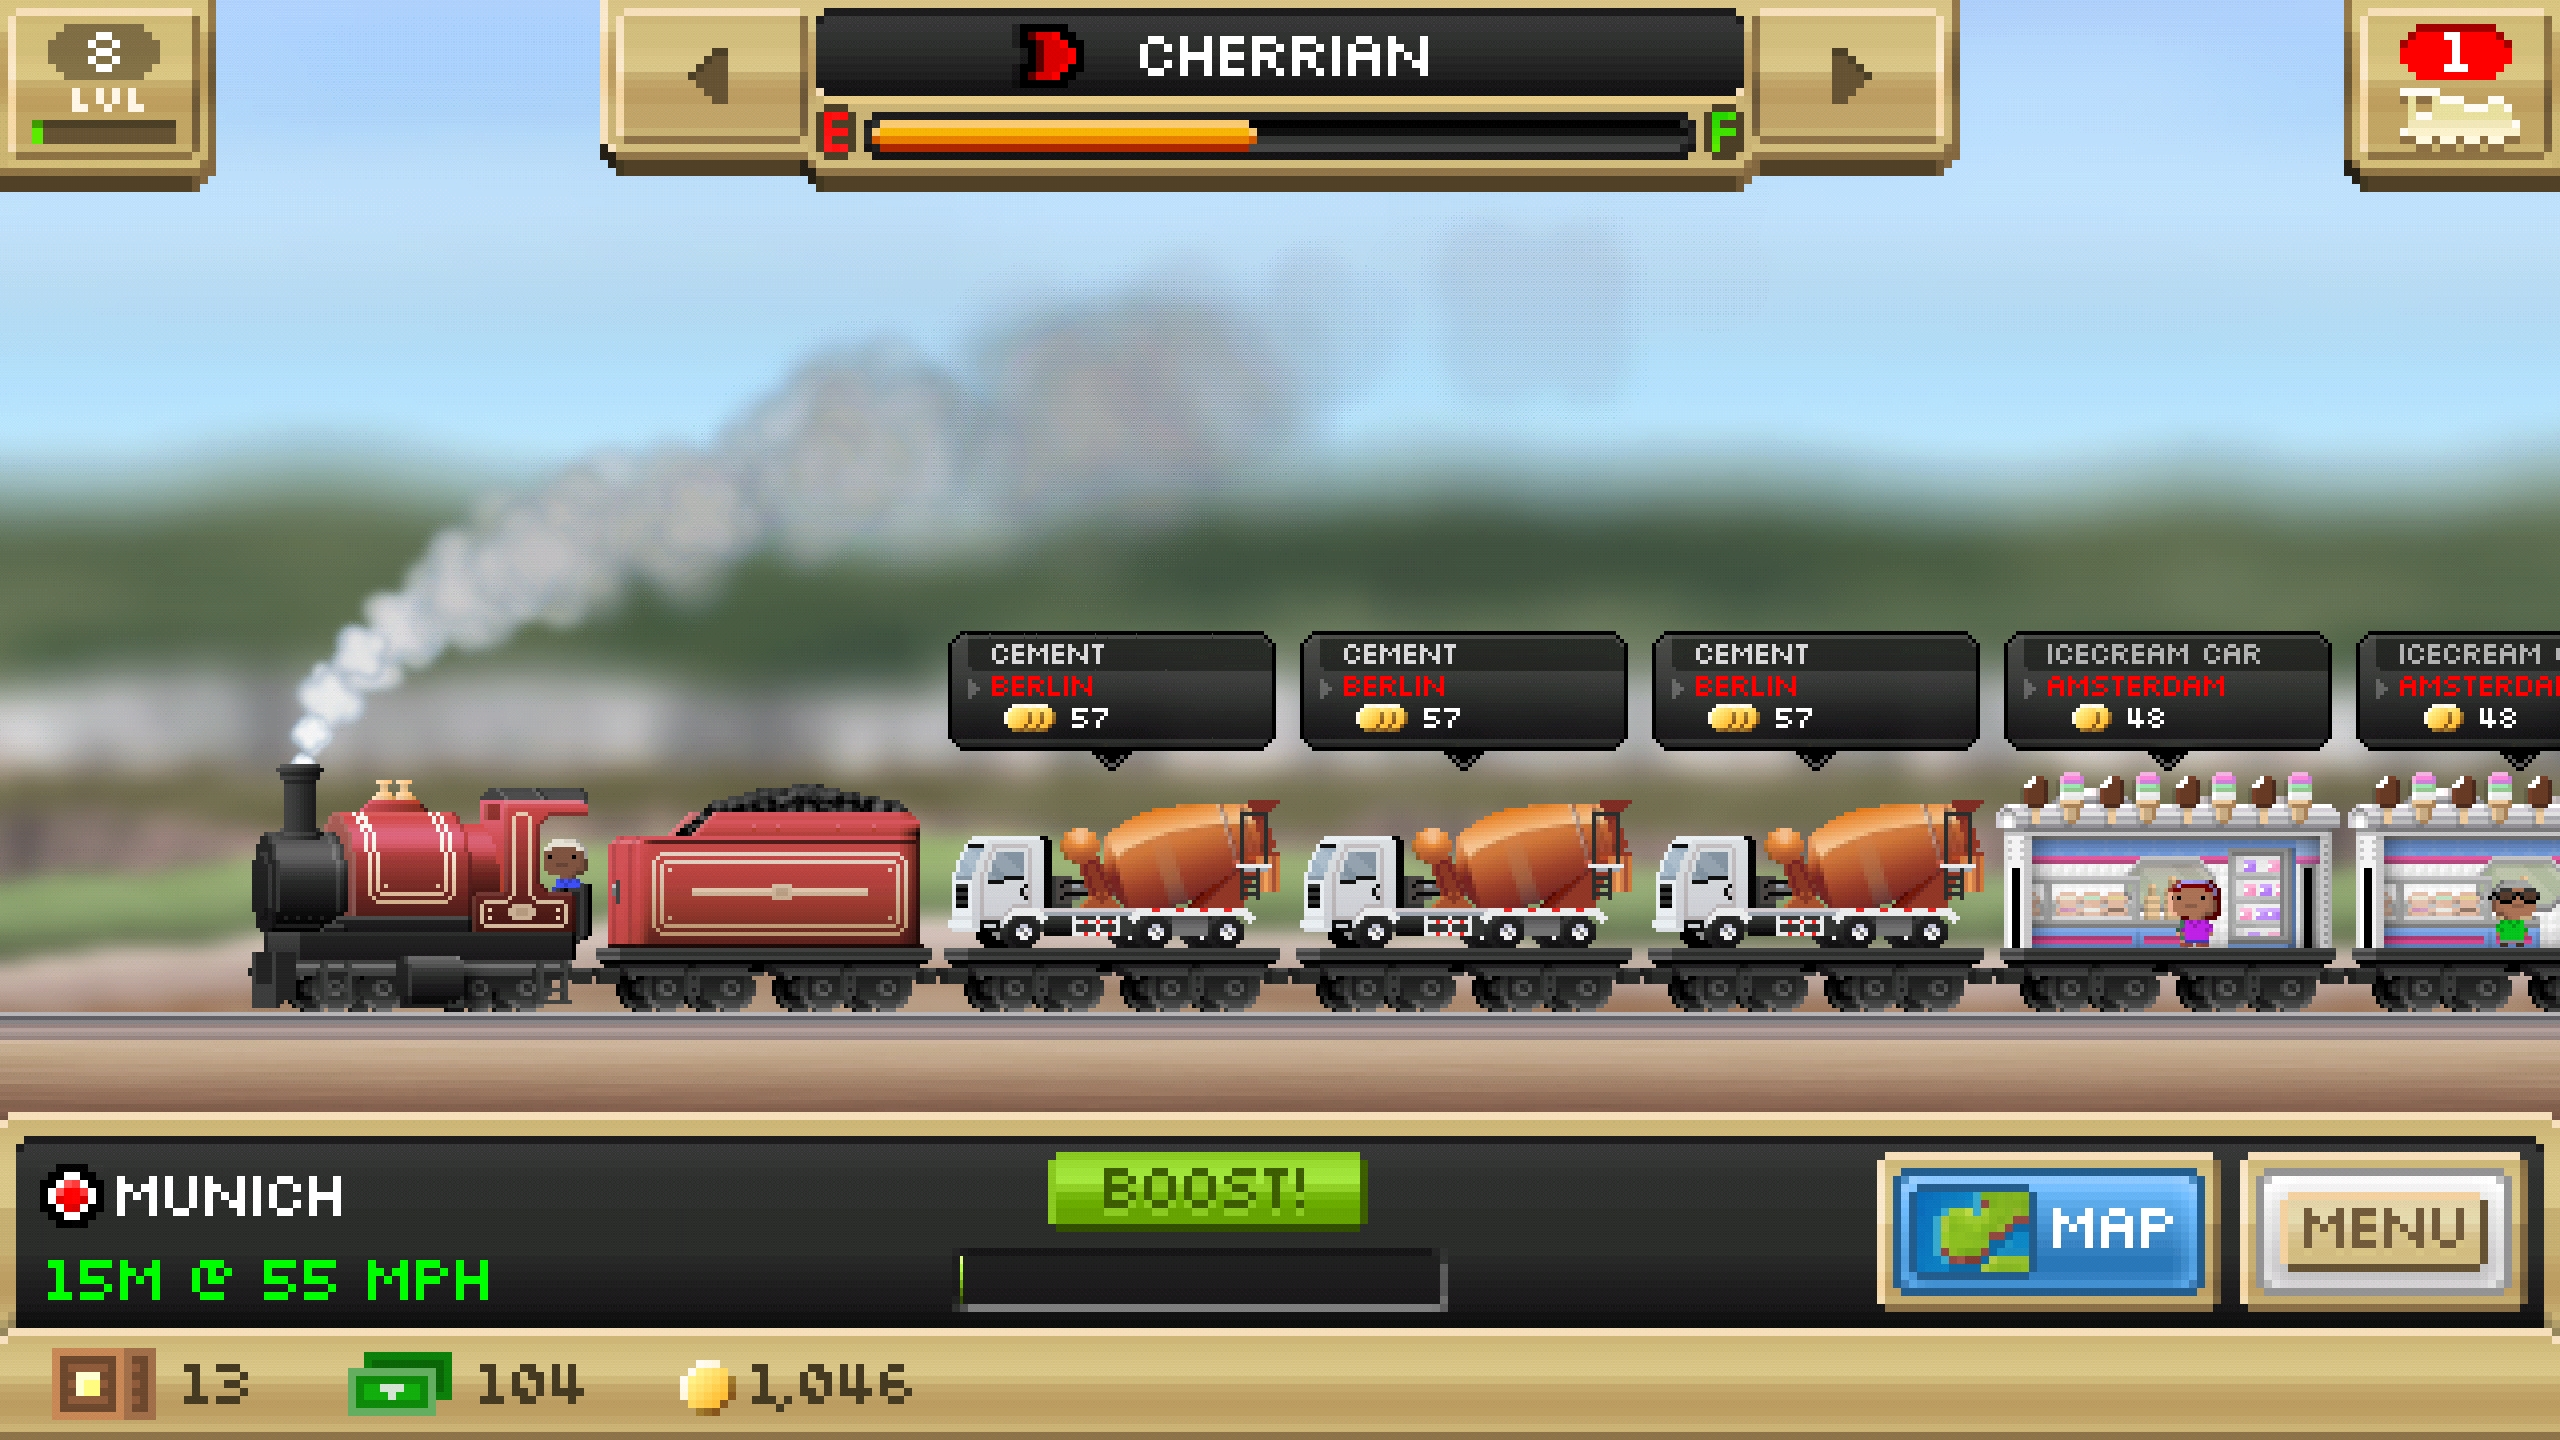 8
LVL
CHERRIAN
E F
1
CEMENT
BERLIN
57
CEMENT
BERLIN
57
CEMENT
BERLIN
57
ICECREAM CAR
AMSTERDAM
48
ICECREAM
AMSTERDAM
48
MUNICH
15M @ 55 MPH
BOOST!
MAP
MENU
13
104
1,046